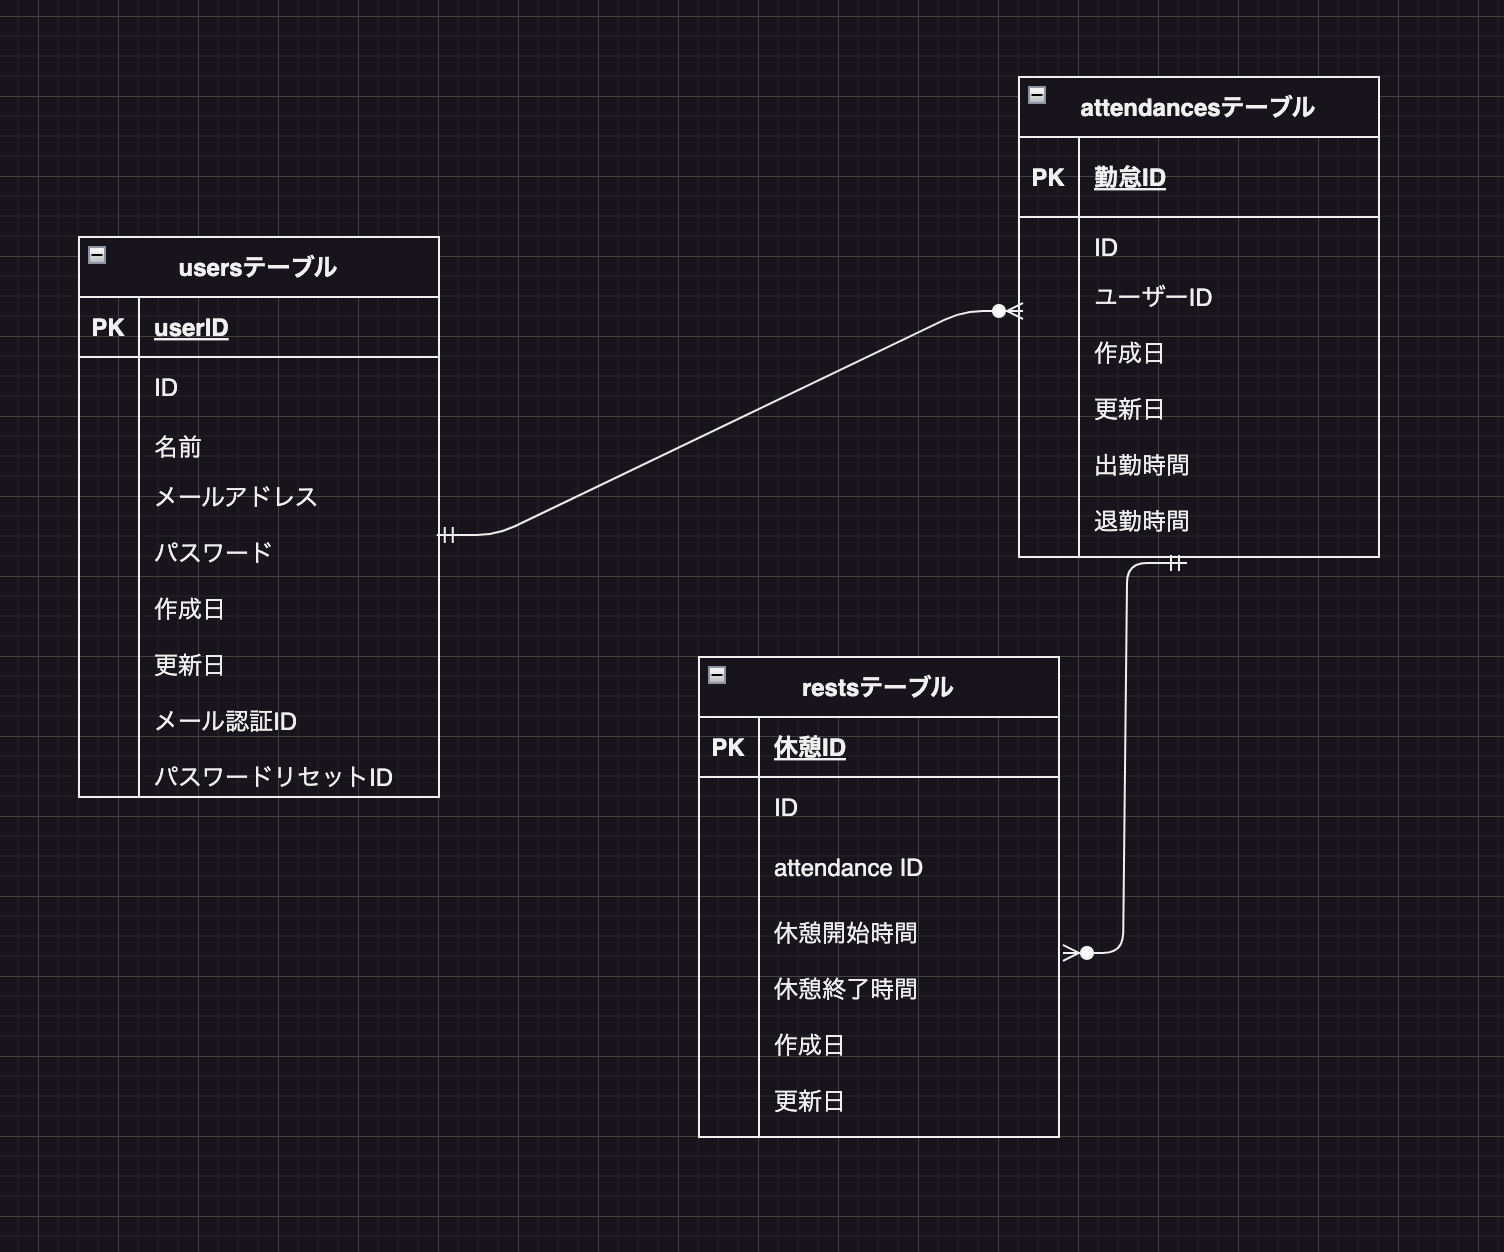 usersテーブル
PK
userID
ID
名前
メールアドレス
パスワード
作成日
更新日
メール認証ID
パスワードリセットID
attendancesテーブル
PK
勤怠ID
ID
ユーザーID
作成日
更新日
出勤時間
退勤時間
restsテーブル
PK
休憩ID
ID
attendance ID
休憩開始時間
休憩終了時間
作成日
更新日